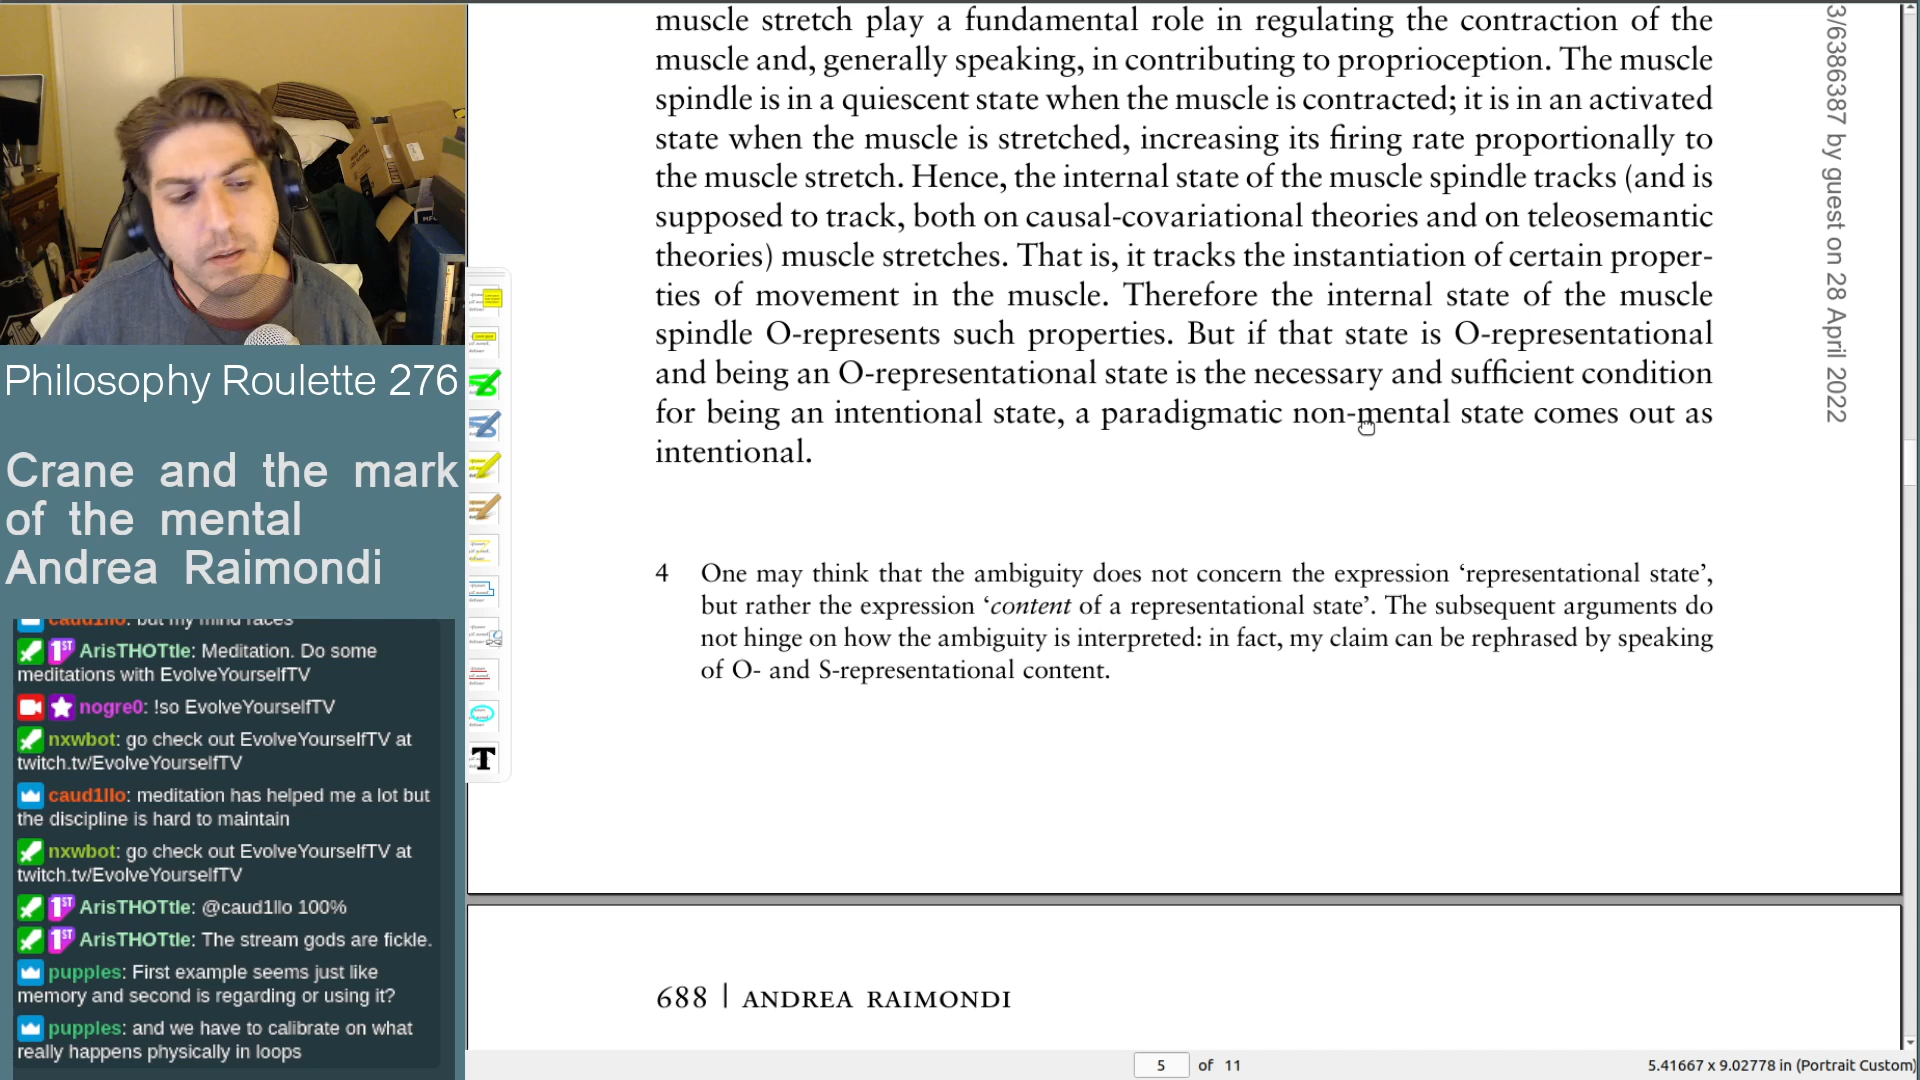 muscle stretch play a fundamental role in regulating the contraction of the
muscle and, generally speaking, in contributing to proprioception. The muscle
spindle is in a quiescent state when the muscle is contracted; it is in an activated
state when the muscle is stretched, increasing its firing rate proportionally to
the muscle stretch. Hence, the internal state of the muscle spindle tracks (and is
supposed to track, both on causal-covariational theories and on teleosemantic
theories) muscle stretches. That is, it tracks the instantiation of certain proper-
ties of movement in the muscle. Therefore the internal state of the muscle
spindle O-represents such properties. But if that state is O-representational
and being an O-representational state is the necessary and sufficient condition
for being an intentional state, a paradigmatic non-mental state comes out as
intentional.
4 One may think that the ambiguity does not concern the expression ‘representational state’,
but rather the expression ‘content of a representational state’. The subsequent arguments do
not hinge on how the ambiguity is interpreted: in fact, my claim can be rephrased by speaking
of O- and S-representational content.
688 | ANDREA RAIMONDI
3/6386387 by guest on 28 April 2022
5 of 11
5.41667 x 9.02778 in (Portrait Custom)
Philosophy Roulette 276
Crane and the mark
of the mental
Andrea Raimondi
caud1llo: but my mind races
1ST ArisTHOTtle: Meditation. Do some
meditations with EvolveYourselfTV
nogre0: !so EvolveYourselfTV
nxwbot: go check out EvolveYourselfTV at
twitch.tv/EvolveYourselfTV
caud1llo: meditation has helped me a lot but
the discipline is hard to maintain
nxwbot: go check out EvolveYourselfTV at
twitch.tv/EvolveYourselfTV
1ST ArisTHOTtle: @caud1llo 100%
1ST ArisTHOTtle: The stream gods are fickle.
pupples: First example seems just like
memory and second is regarding or using it?
pupples: and we have to calibrate on what
really happens physically in loops
T